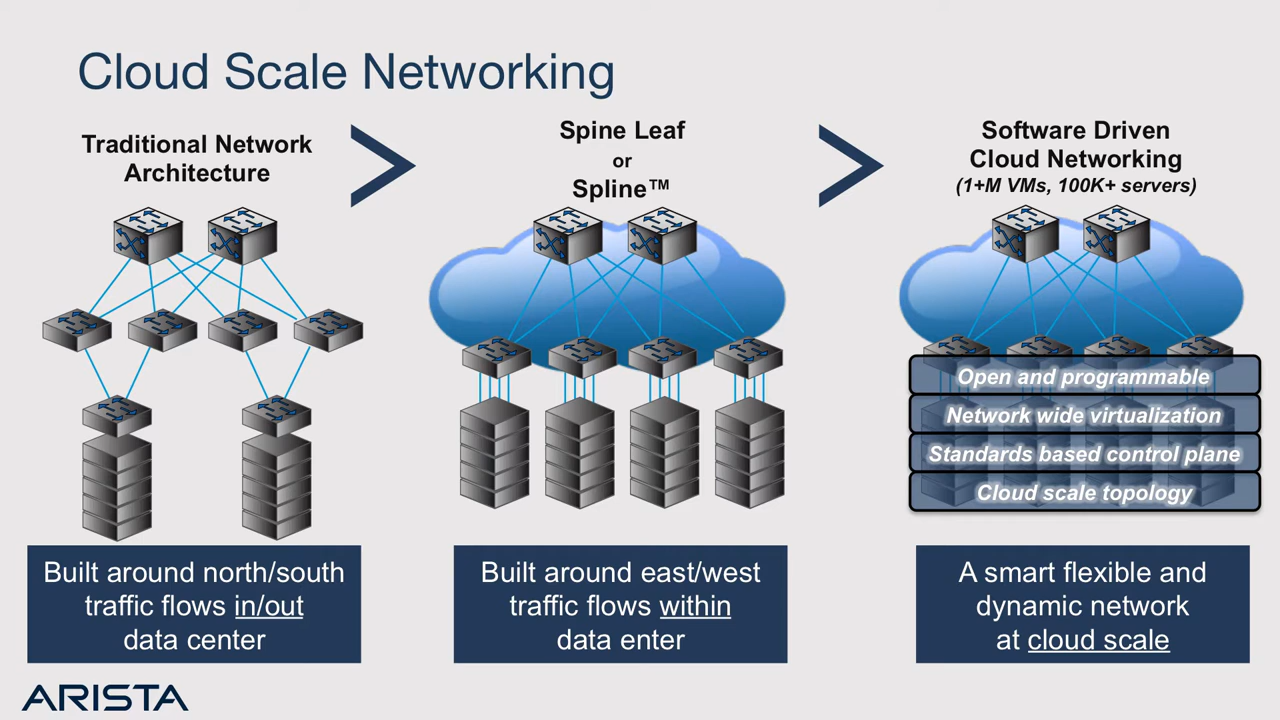 Cloud Scale Networking
Traditional Network
Architecture
Spine Leaf
or
Spline™
Software Driven
Cloud Networking
(1+M VMs, 100K+ servers)
Open and programmable
Network wide virtualization
Standards based control plane
Cloud scale topology
Built around north/south
traffic flows in/out
data center
Built around east/west
traffic flows within
data enter
A smart flexible and
dynamic network
at cloud scale
ARISTA